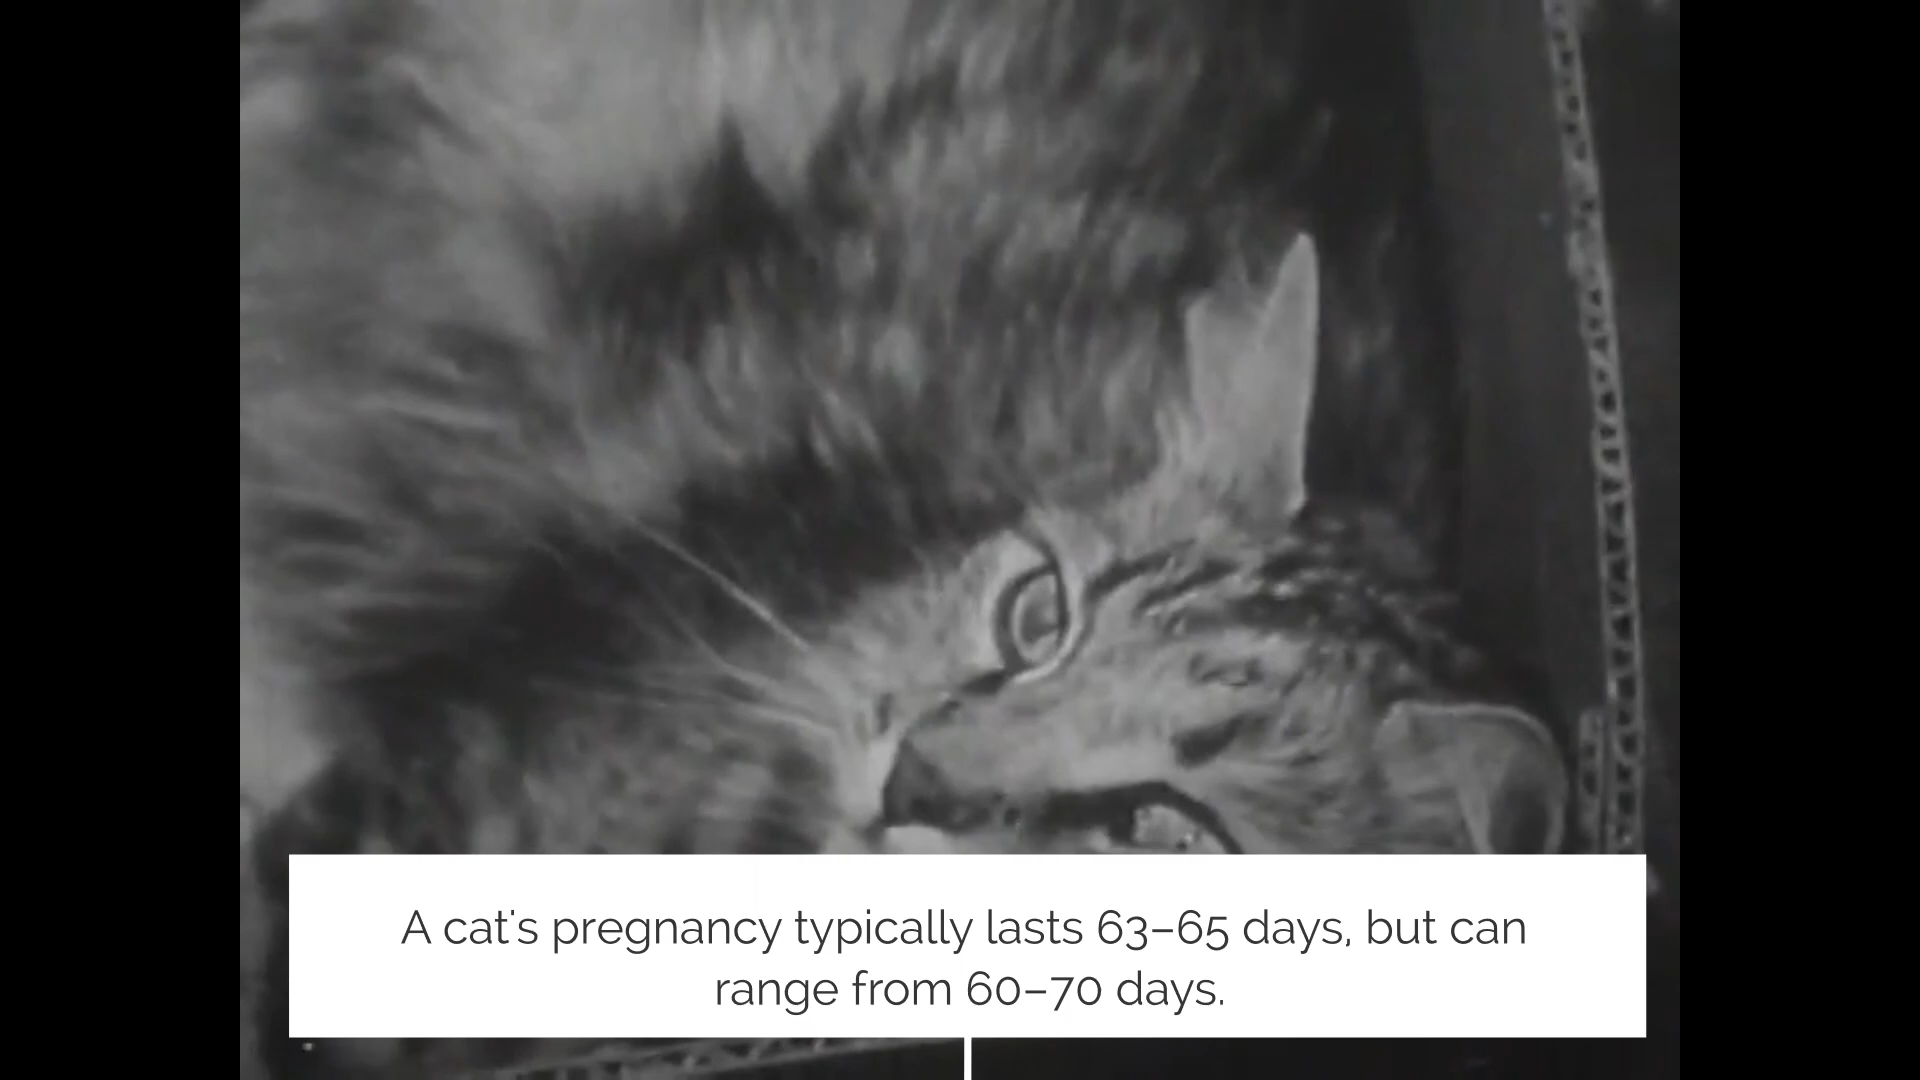 A cat's pregnancy typically lasts 63–65 days, but can
range from 60–70 days.